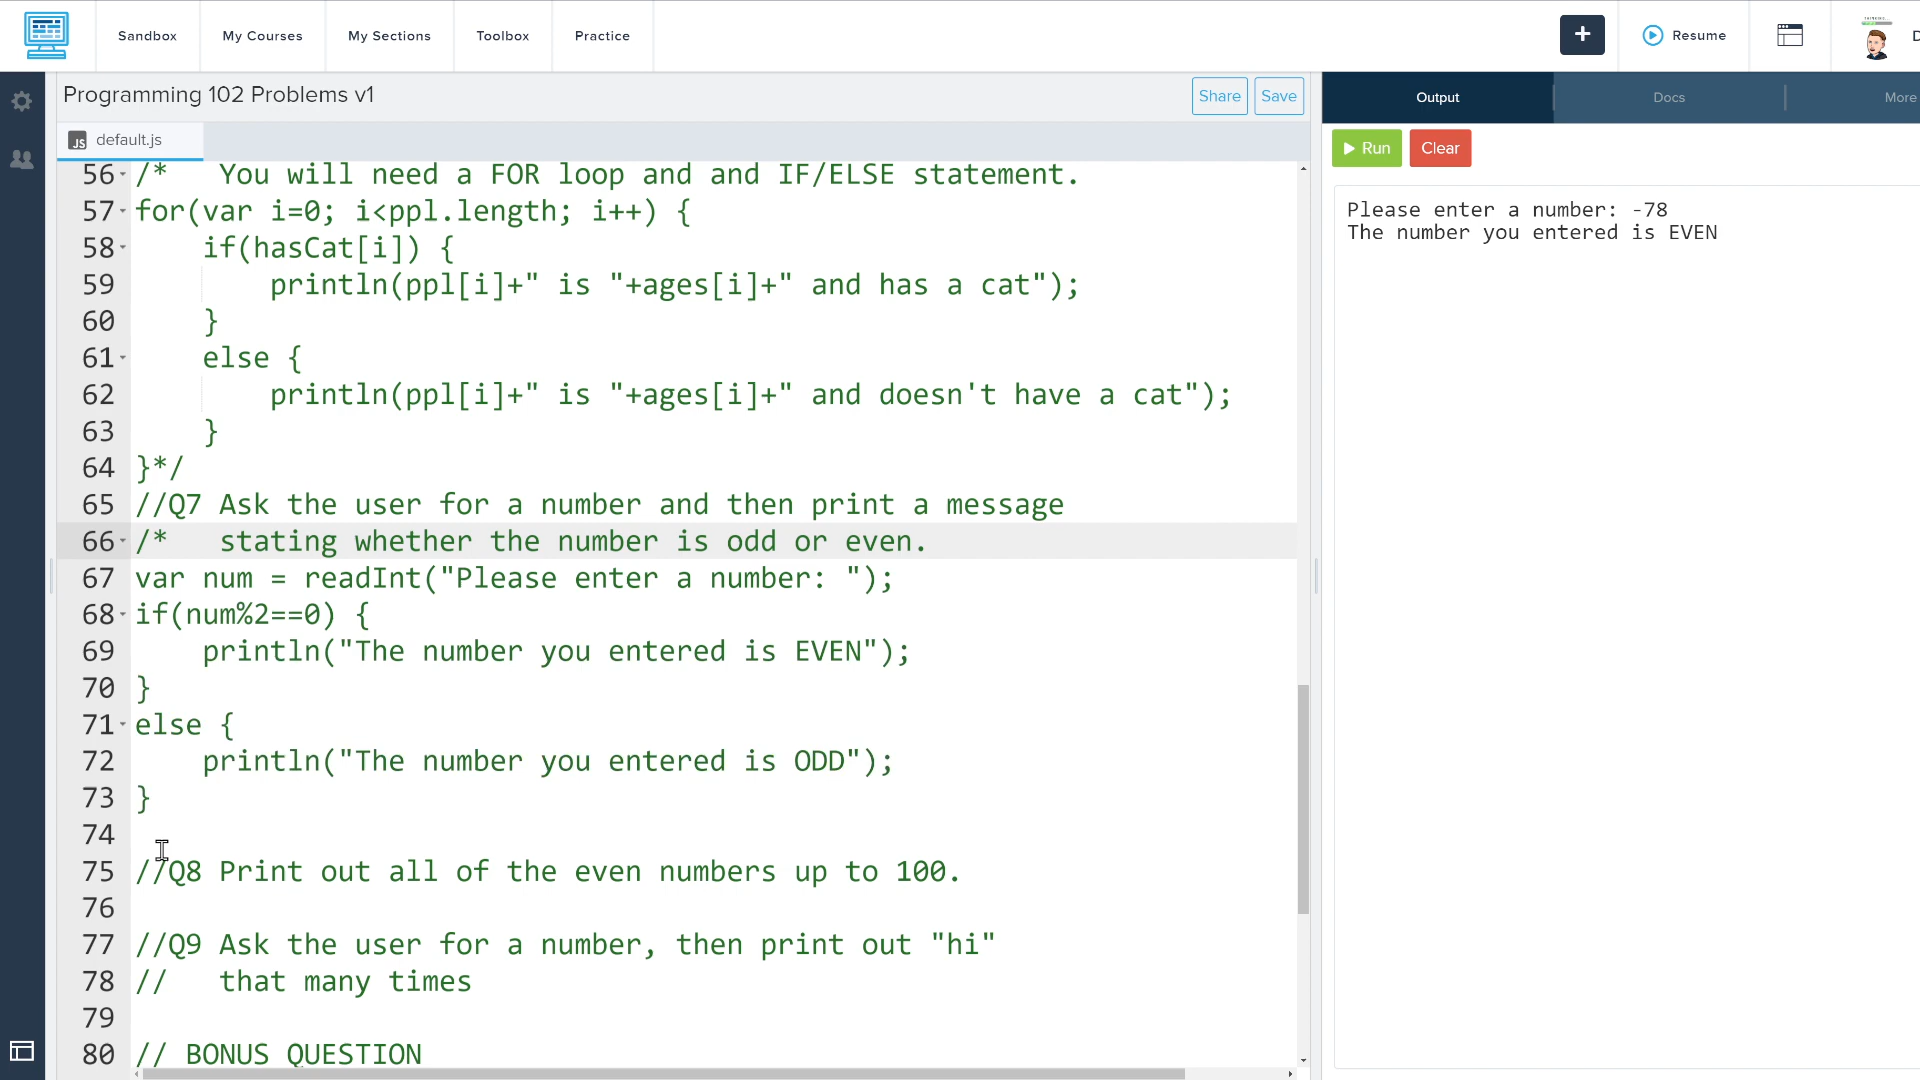 Sandbox My Courses My Sections Toolbox Practice + Resume D
Programming 102 Problems v1 Share Save Output Docs More
JS default.js
Run Clear
56 /*   You will need a FOR loop and and IF/ELSE statement.
57 for(var i=0; i<ppl.length; i++) {
58     if(hasCat[i]) {
59         println(ppl[i]+" is "+ages[i]+" and has a cat");
60     }
61     else {
62         println(ppl[i]+" is "+ages[i]+" and doesn't have a cat");
63     }
64 }*/
65 //Q7 Ask the user for a number and then print a message
66 /*   stating whether the number is odd or even.
67 var num = readInt("Please enter a number: ");
68 if(num%2==0) {
69     println("The number you entered is EVEN");
70 }
71 else {
72     println("The number you entered is ODD");
73 }
74
75 //Q8 Print out all of the even numbers up to 100.
76
77 //Q9 Ask the user for a number, then print out "hi"
78 //   that many times
79
80 // BONUS QUESTION
Please enter a number: -78
The number you entered is EVEN